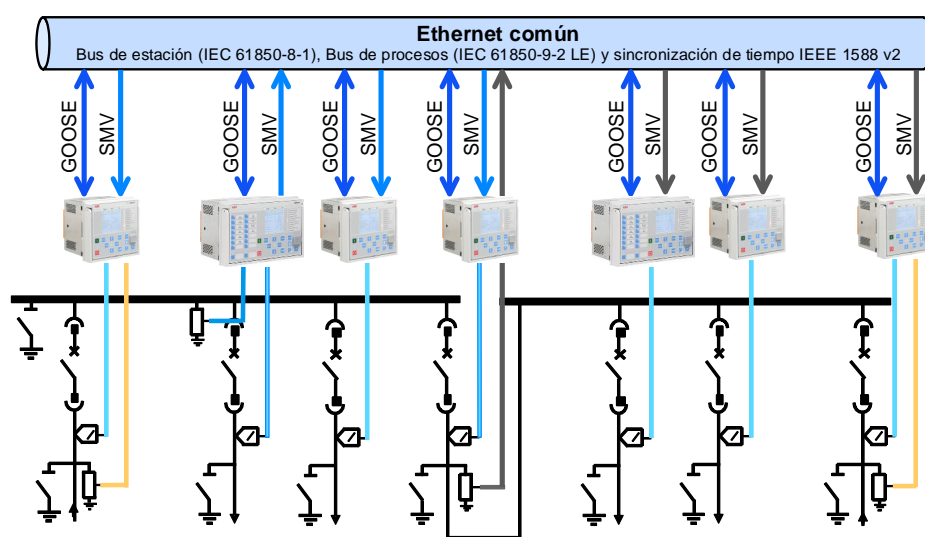 Ethernet común
Bus de estación (IEC 61850-8-1), Bus de procesos (IEC 61850-9-2 LE) y sincronización de tiempo IEEE 1588 v2
GOOSE
SMV
GOOSE
SMV
GOOSE
SMV
GOOSE
SMV
GOOSE
SMV
GOOSE
SMV
GOOSE
SMV